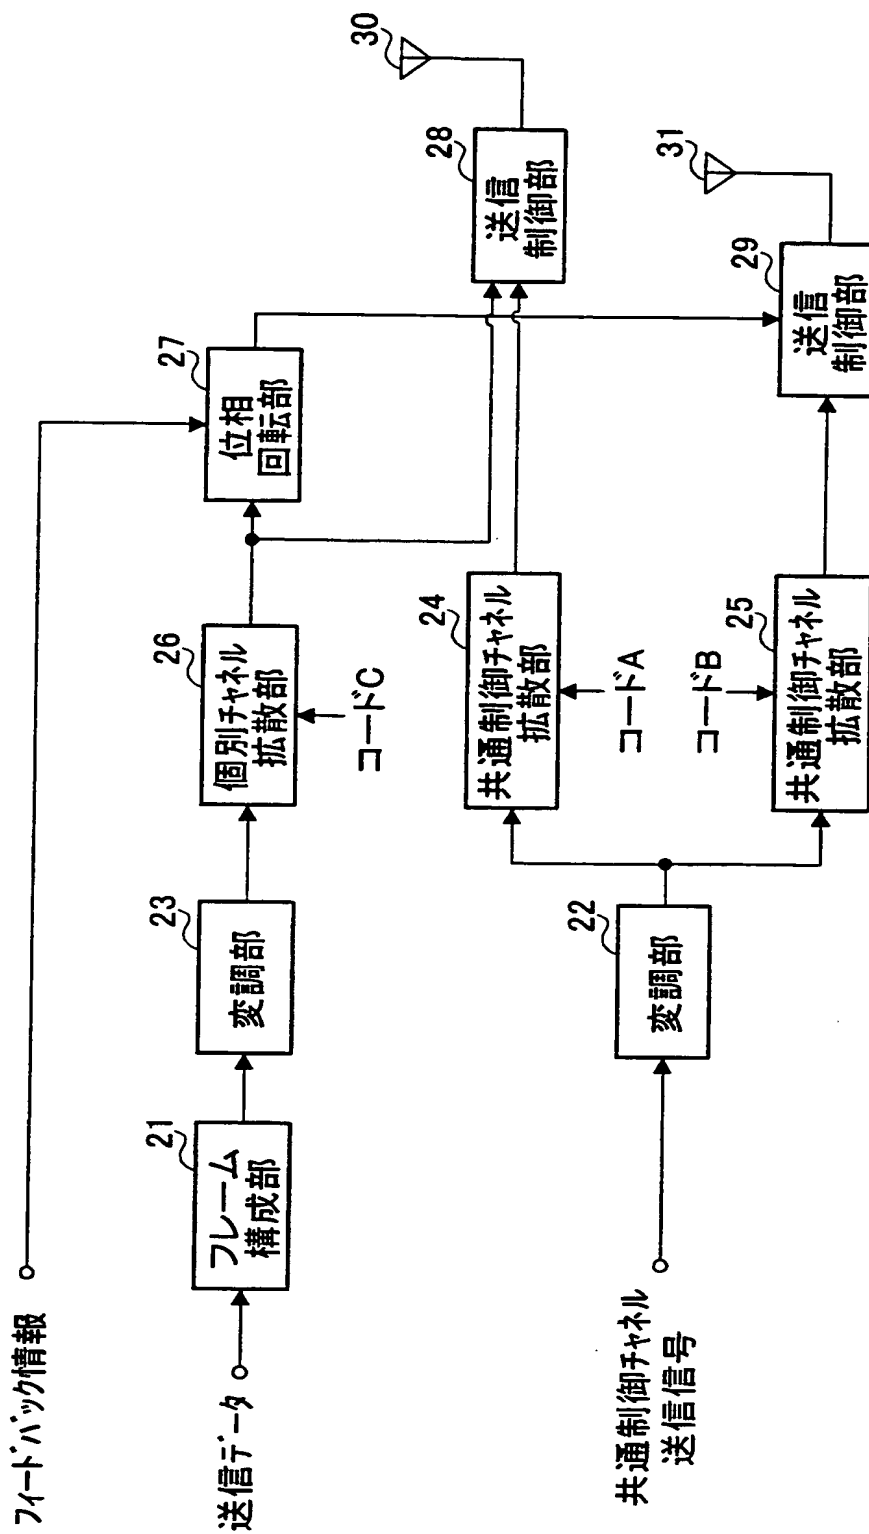 フィードバック情報
送信データ
21
フレーム
構成部
23
変調部
26
個別チャネル
拡散部
コードC
27
位相
回転部
28
送信
制御部
30
共通制御チャネル
送信信号
22
変調部
24
共通制御チャネル
拡散部
コードA
コードB
25
共通制御チャネル
拡散部
29
送信
制御部
31